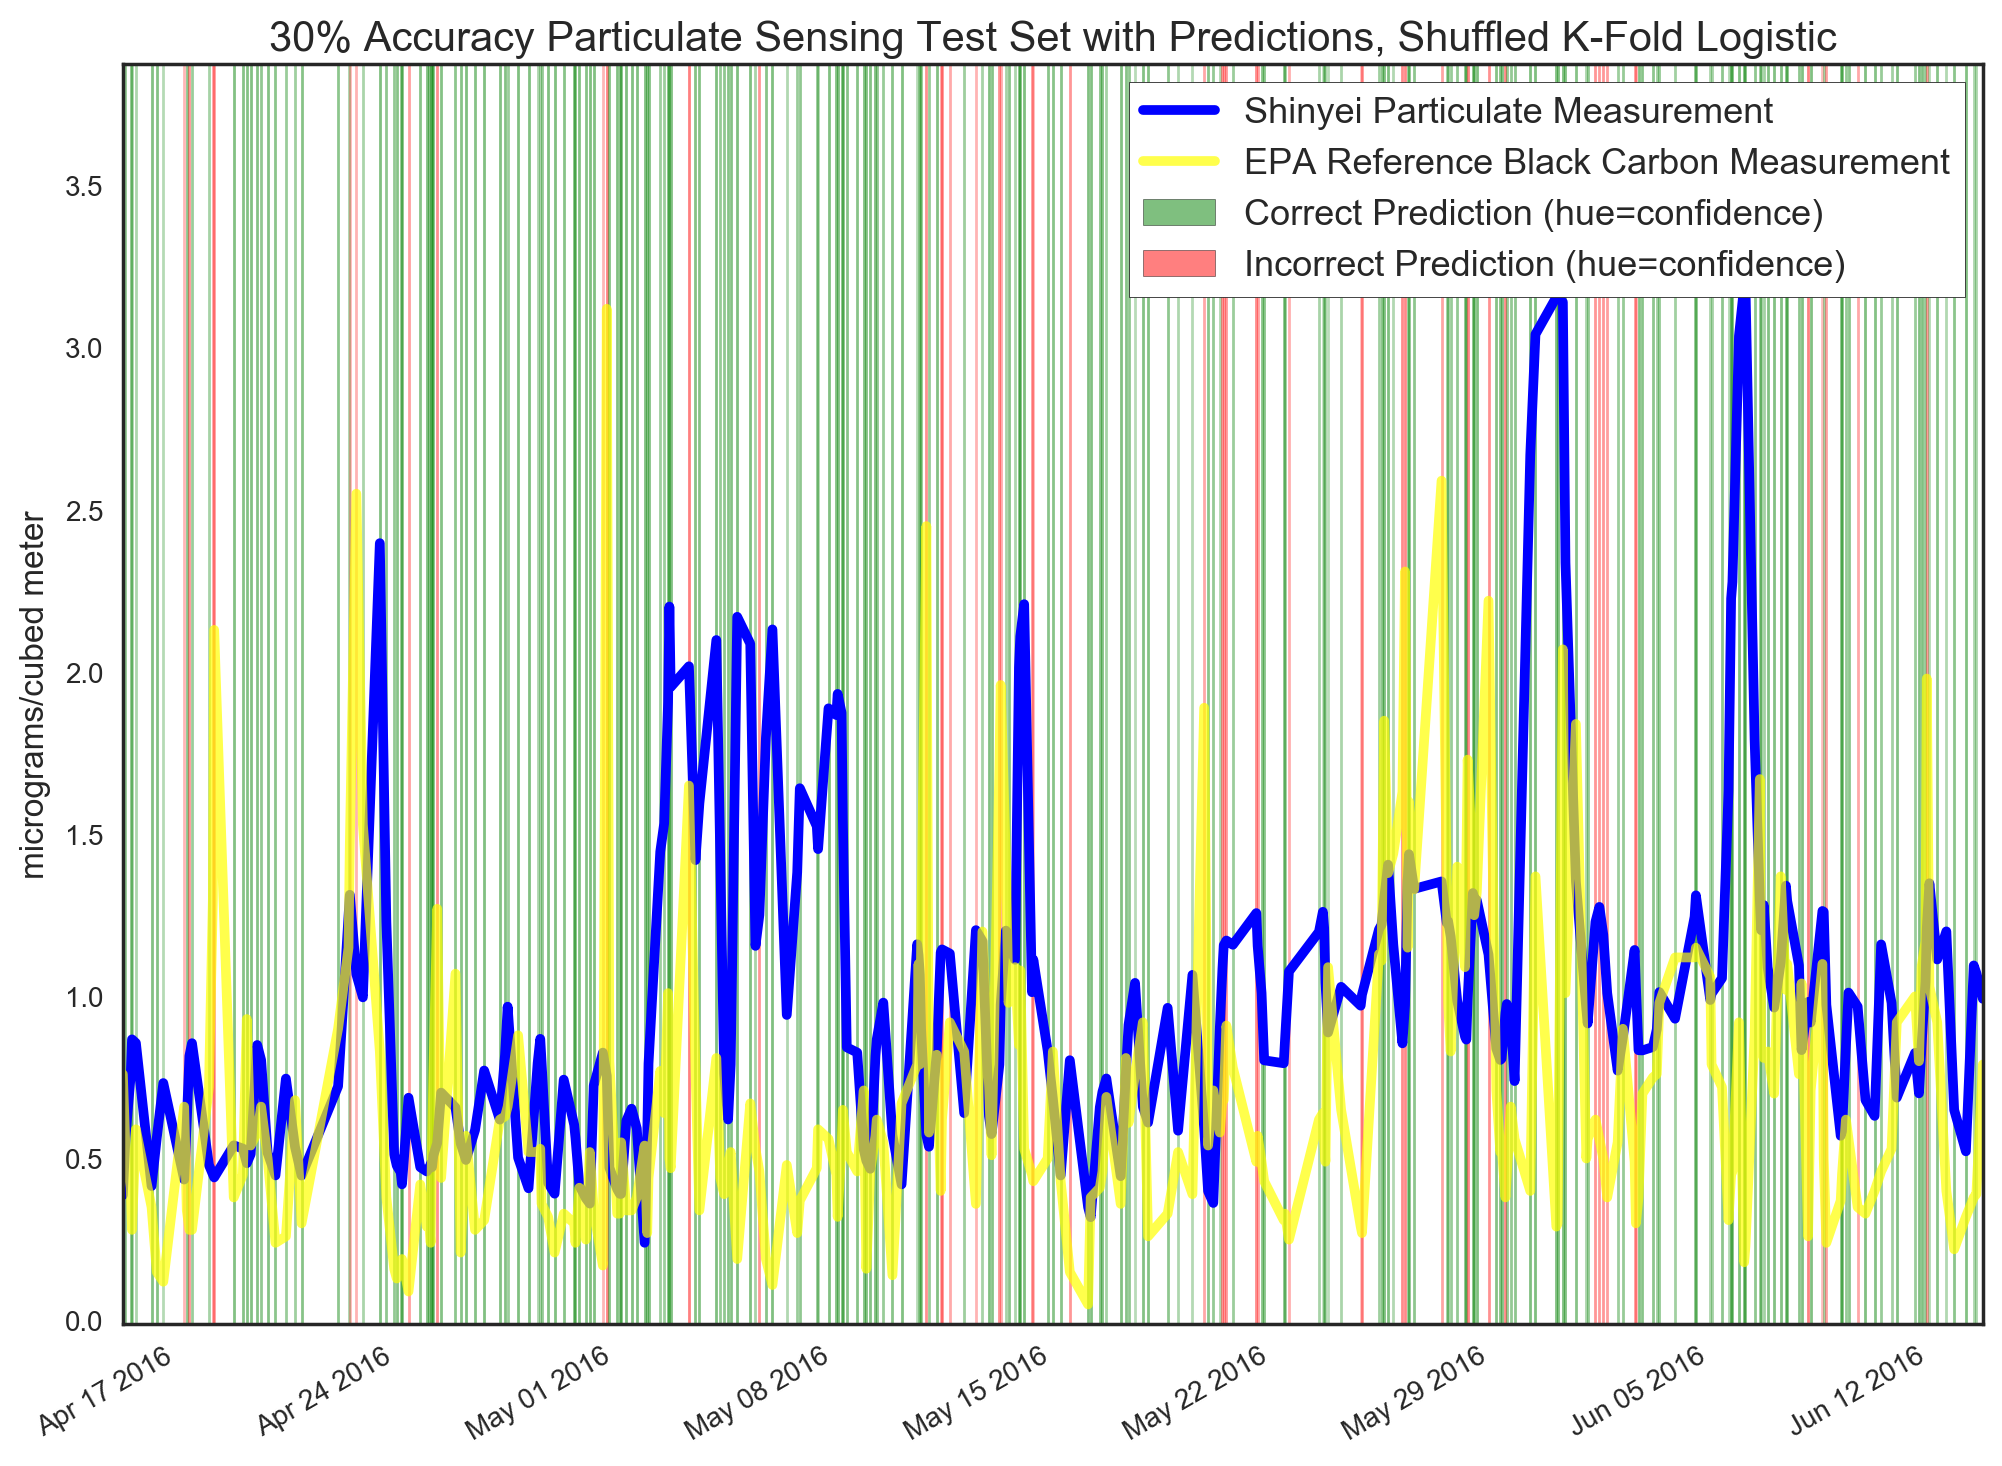 30% Accuracy Particulate Sensing Test Set with Predictions, Shuffled K-Fold Logistic
Shinyei Particulate Measurement
EPA Reference Black Carbon Measurement
Correct Prediction (hue=confidence)
Incorrect Prediction (hue=confidence)
micrograms/cubed meter
3.5
3.0
2.5
2.0
1.5
1.0
0.5
0.0
Apr 17 2016
Apr 24 2016
May 01 2016
May 08 2016
May 15 2016
May 22 2016
May 29 2016
Jun 05 2016
Jun 12 2016